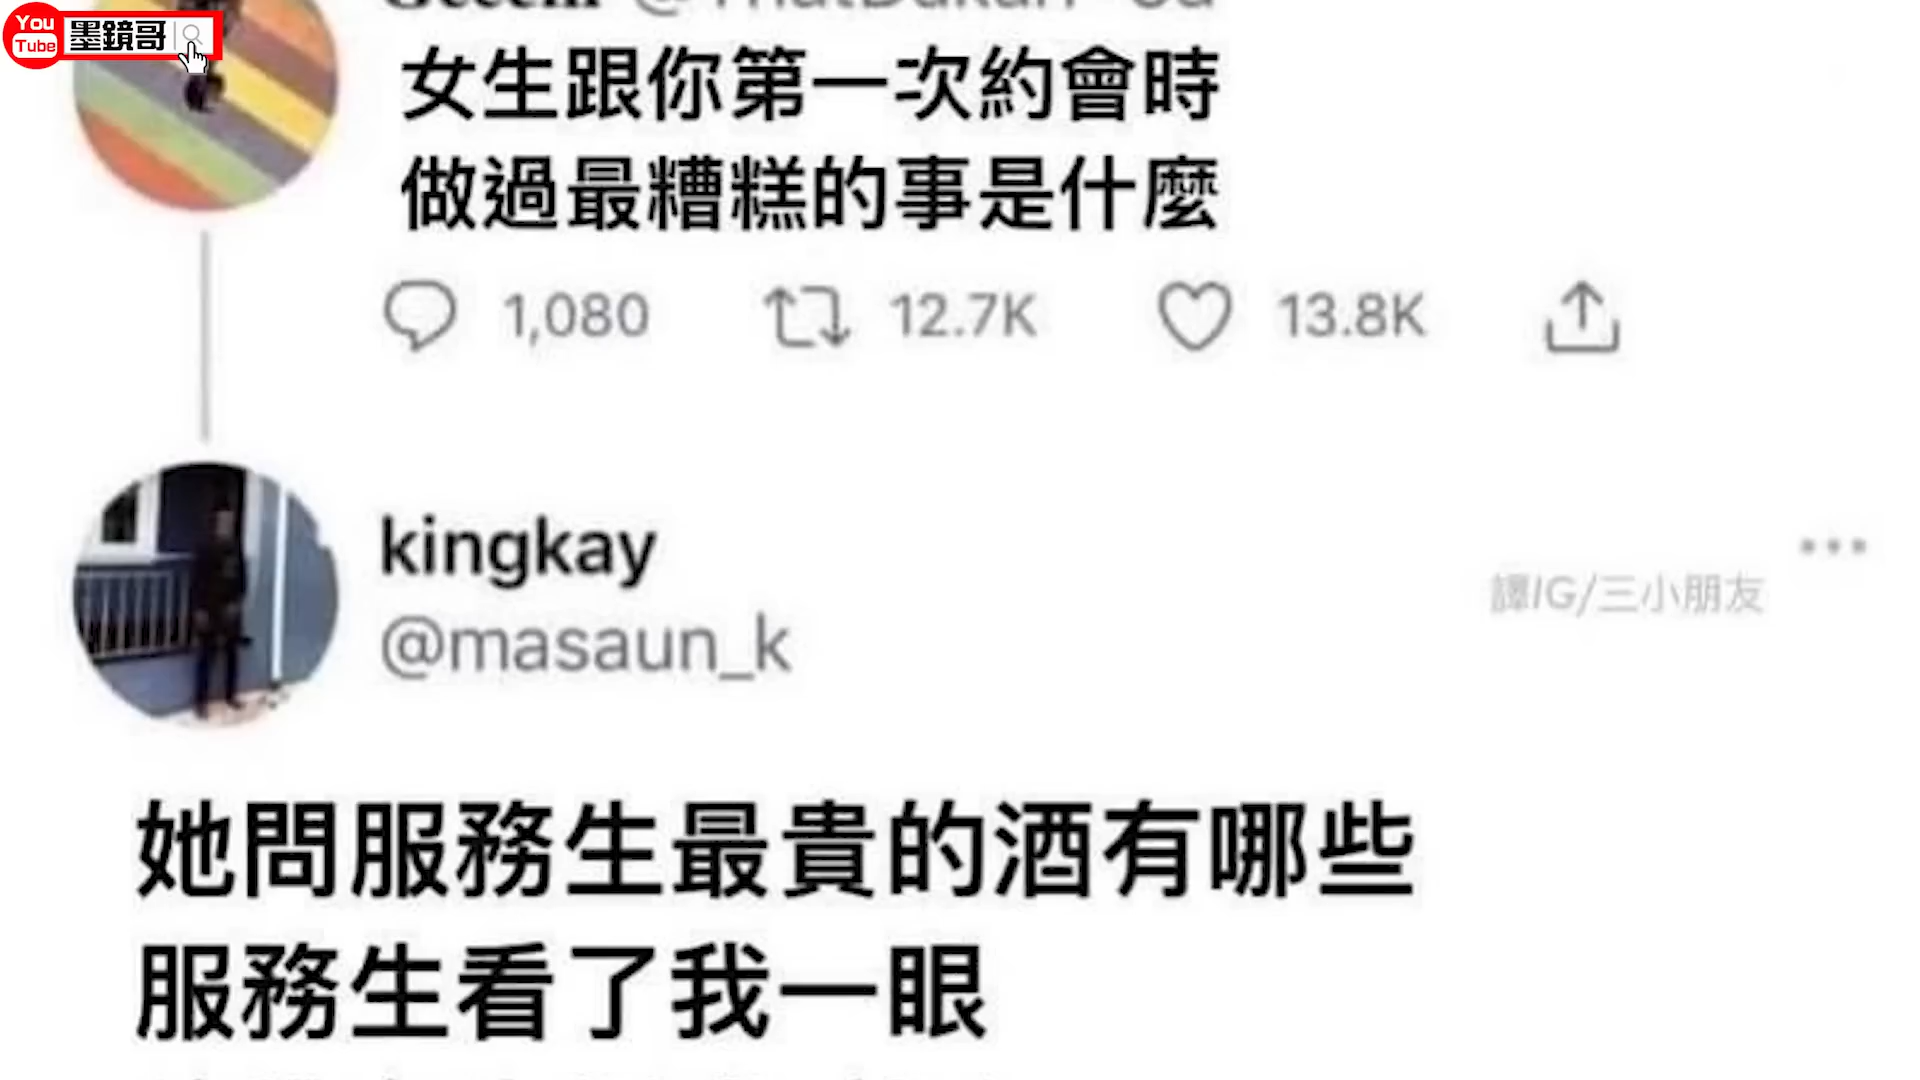 You
Tube
墨鏡哥
女生跟你第一次約會時
做過最糟糕的事是什麼
1,080 12.7K 13.8K
kingkay
@masaun_k
譯IG/三小朋友
她問服務生最貴的酒有哪些
服務生看了我一眼